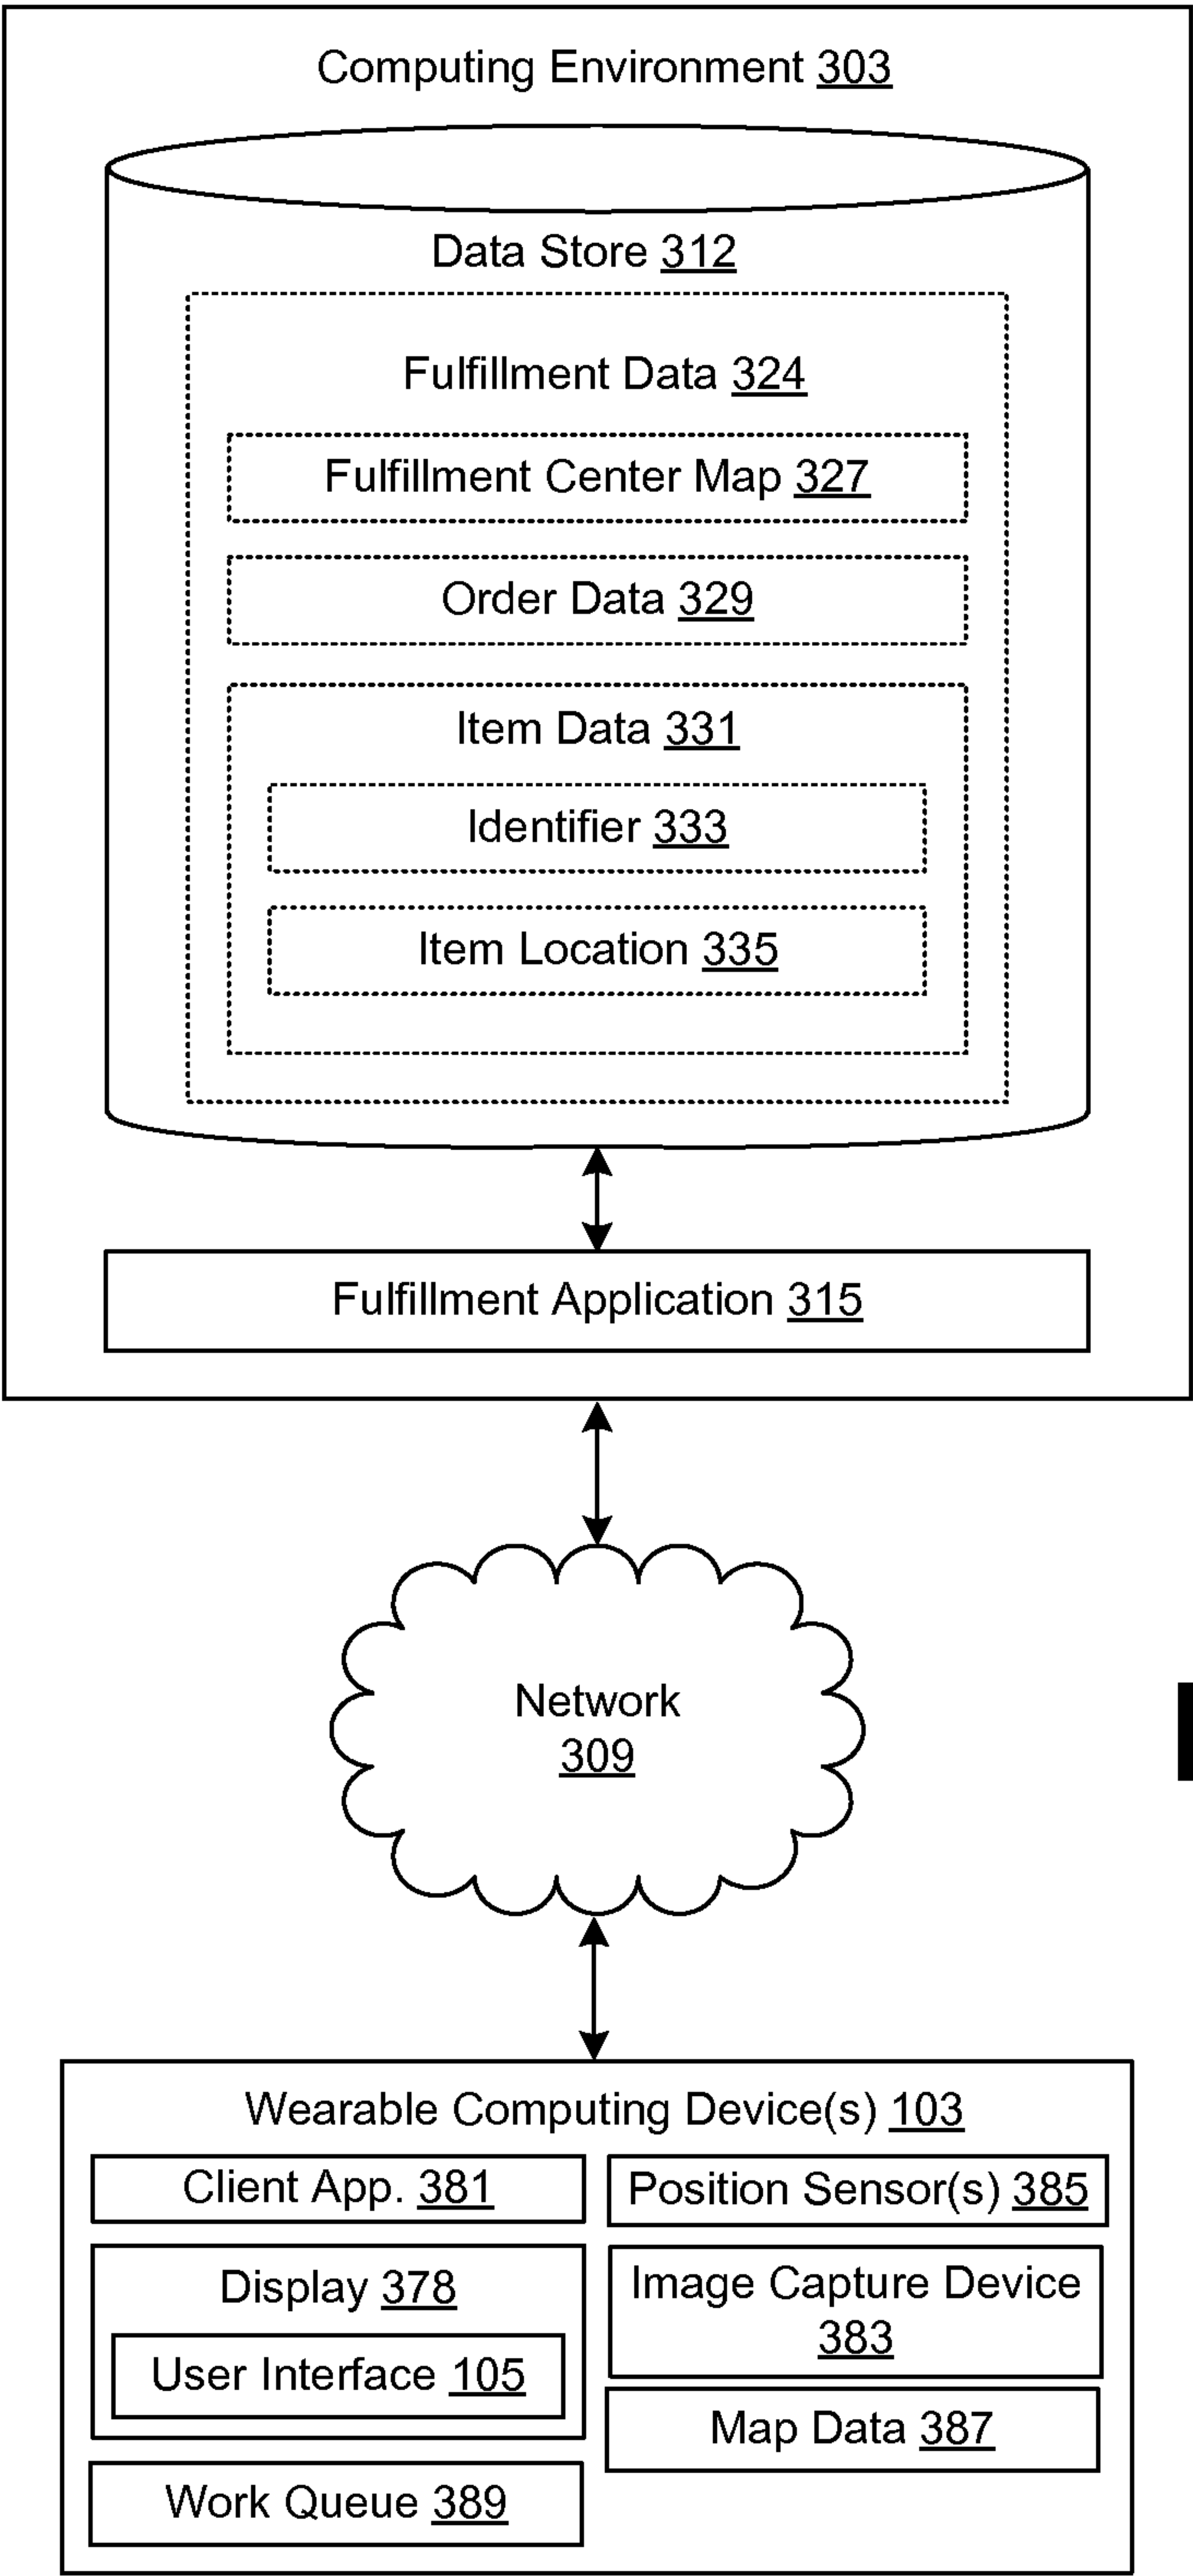 Computing Environment 303
Data Store 312
Fulfillment Data 324
Fulfillment Center Map 327
Order Data 329
Item Data 331
Identifier 333
Item Location 335
Fulfillment Application 315
Network
309
Wearable Computing Device(s) 103
Client App. 381
Display 378
User Interface 105
Work Queue 389
Position Sensor(s) 385
Image Capture Device
383
Map Data 387